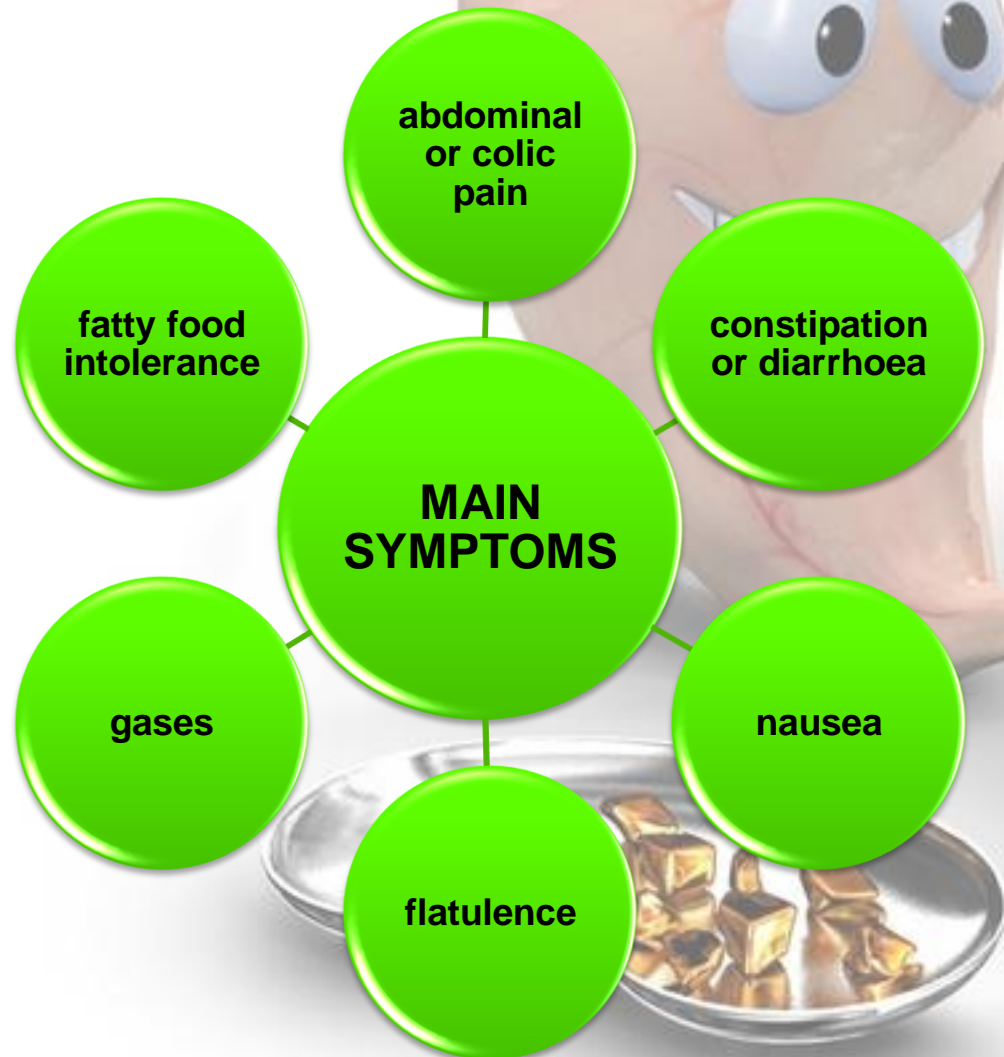 MAIN
SYMPTOMS
abdominal
or colic
pain
constipation
or diarrhoea
nausea
flatulence
gases
fatty food
intolerance